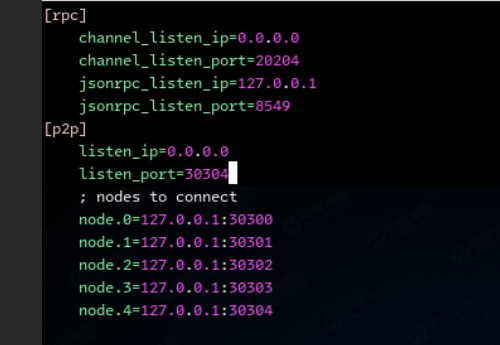 [rpc]
channel_listen_ip=0.0.0.0
channel_listen_port=20204
jsonrpc_listen_ip=127.0.0.1
jsonrpc_listen_port=8549
[p2p]
listen_ip=0.0.0.0
listen_port=30304
; nodes to connect
node.0=127.0.0.1:30300
node.1=127.0.0.1:30301
node.2=127.0.0.1:30302
node.3=127.0.0.1:30303
node.4=127.0.0.1:30304